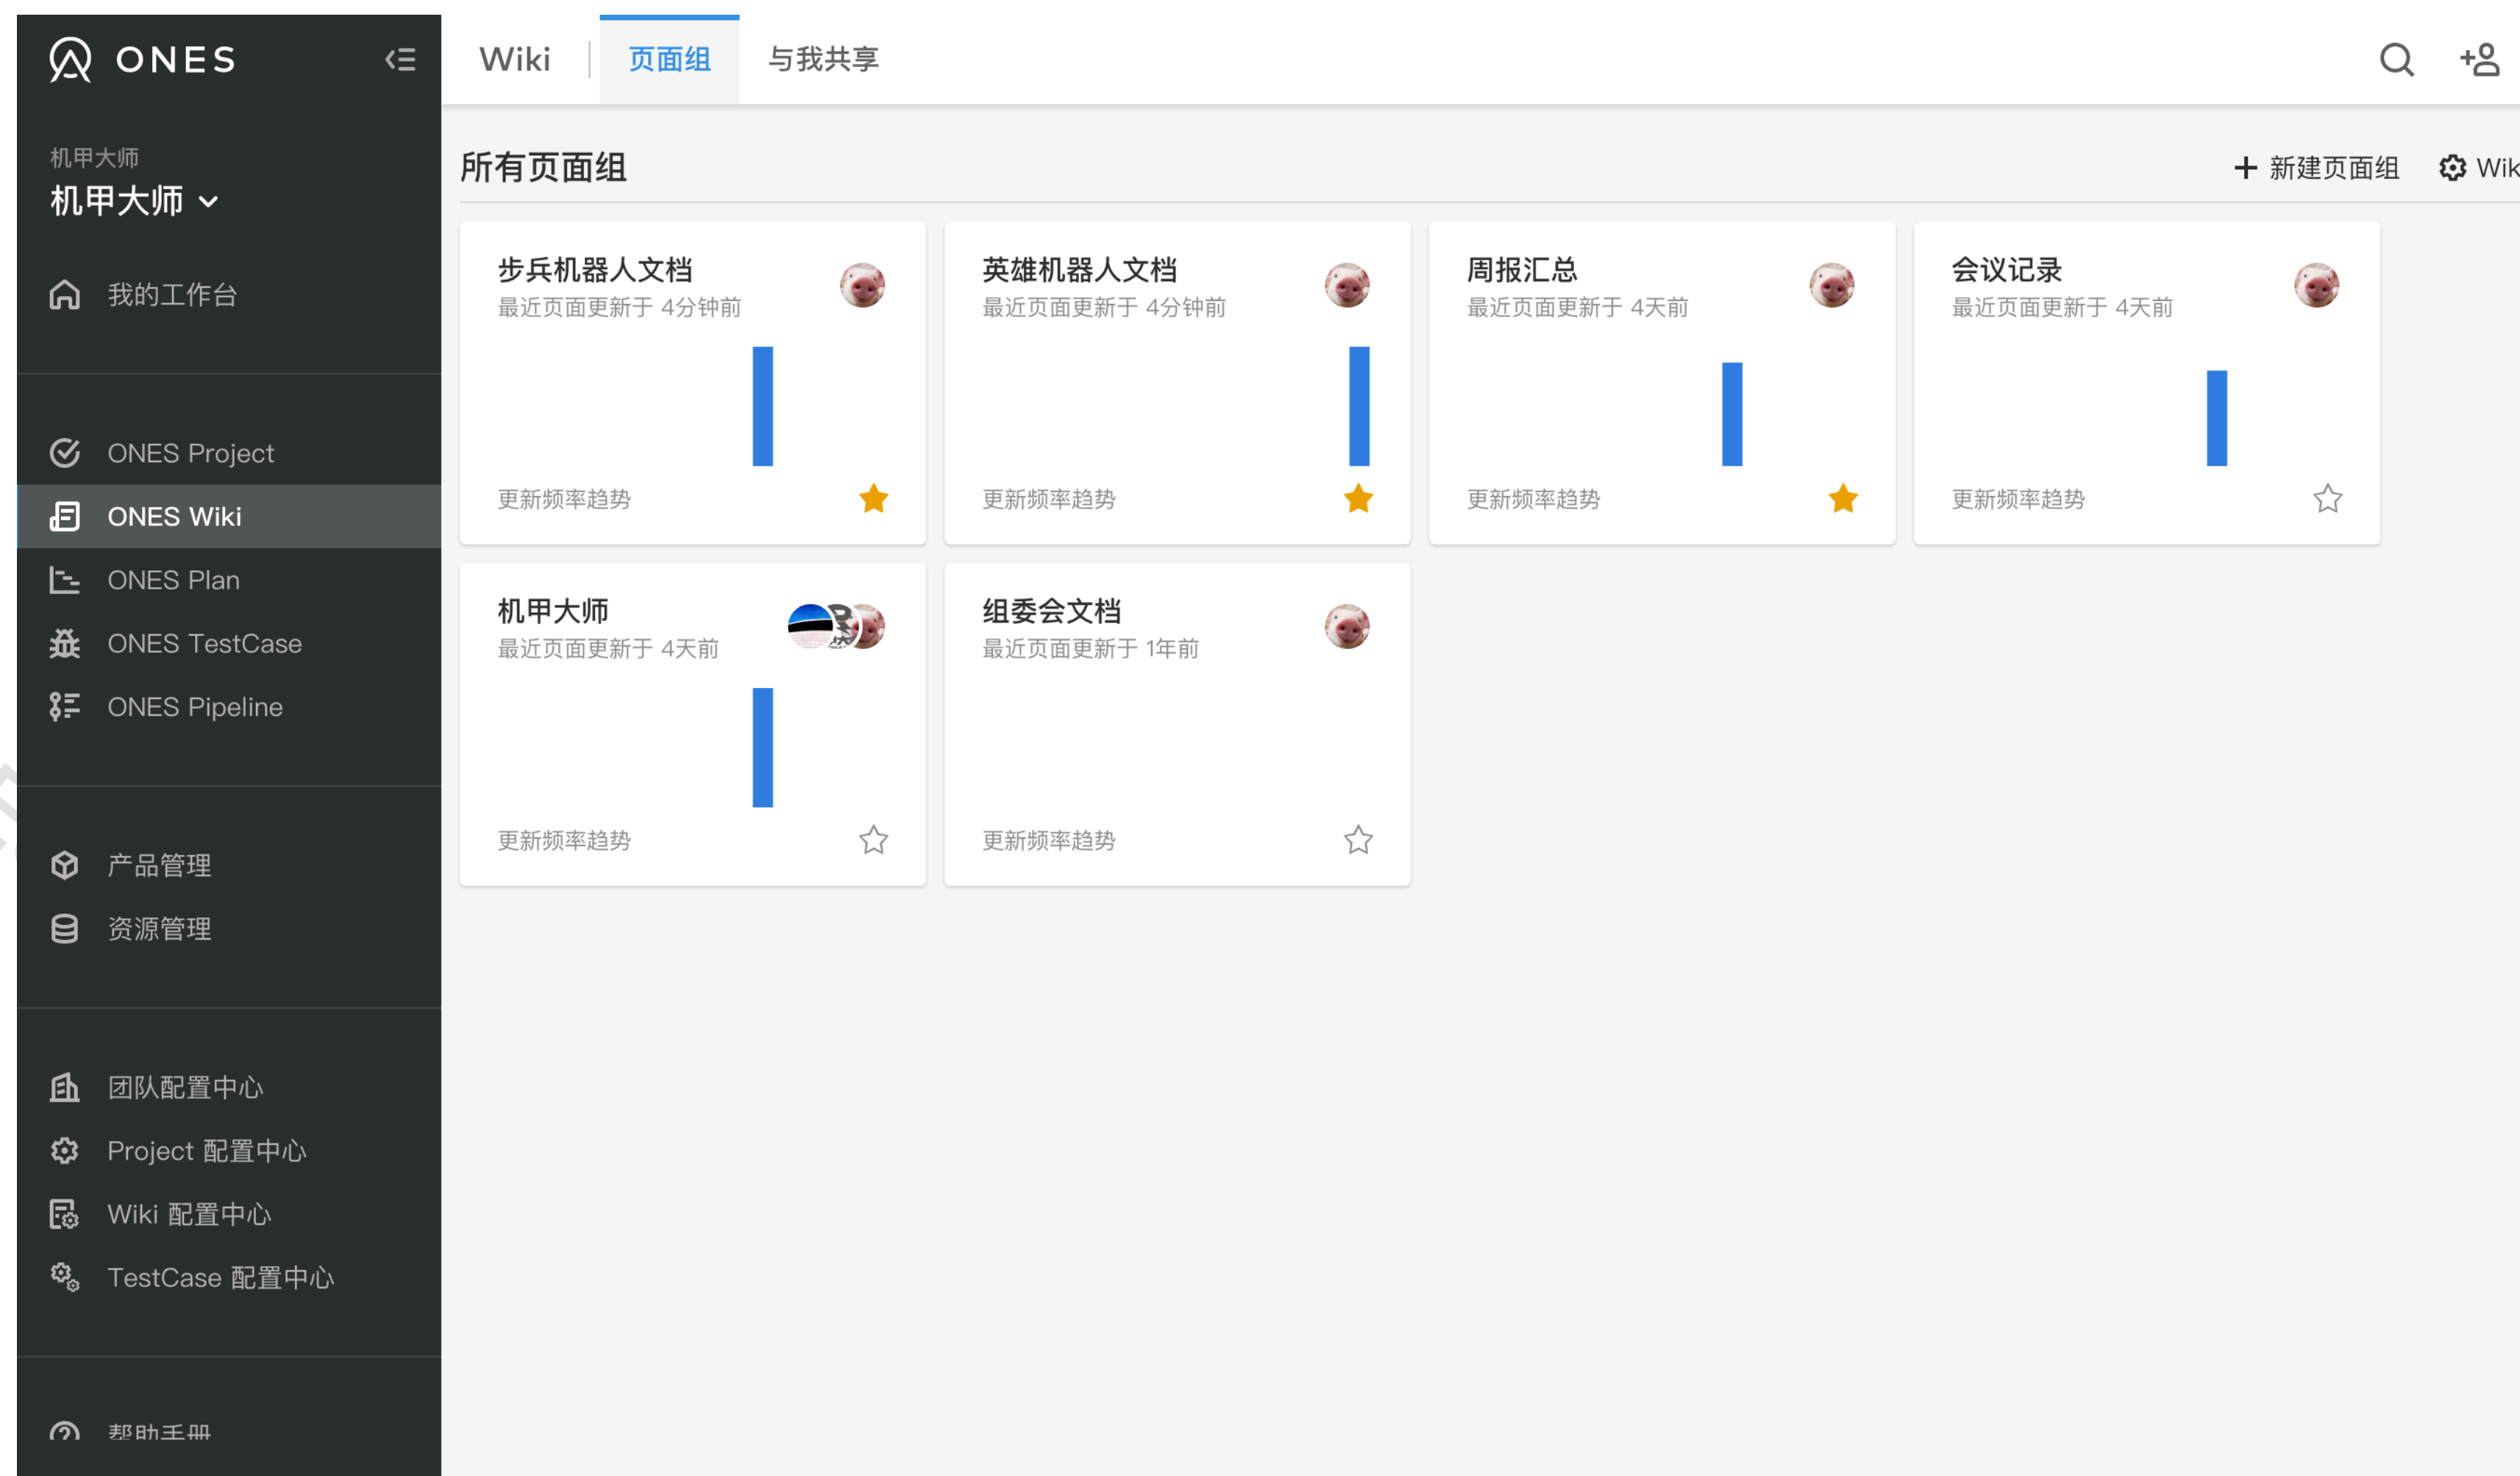 ONES
机甲大师
机甲大师
我的工作台
ONES Project
ONES Wiki
ONES Plan
ONES TestCase
ONES Pipeline
产品管理
资源管理
团队配置中心
Project 配置中心
Wiki 配置中心
TestCase 配置中心
帮助手册
Wiki 页面组 与我共享
所有页面组
+ 新建页面组
Wik
步兵机器人文档
最近页面更新于 4分钟前
更新频率趋势
英雄机器人文档
最近页面更新于 4分钟前
更新频率趋势
周报汇总
最近页面更新于 4天前
更新频率趋势
会议记录
最近页面更新于 4天前
更新频率趋势
机甲大师
最近页面更新于 4天前
更新频率趋势
组委会文档
最近页面更新于 1年前
更新频率趋势